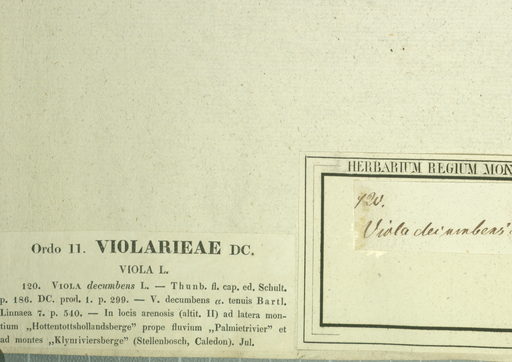 Ordo 11. VIOLARIEAE DC.
VIOLA L.
120. VIOLA decumbens L. — Thunb. fl. cap. ed. Schult.
p. 186. DC. prod. 1. p. 299. — V. decumbens α. tenuis Bartl.
Linnaea 7. p. 540. — In locis arenosis (altit. II) ad latera mon-
tium „Hottentottshollandsberge" prope fluvium „Palmietrivier" et
ad montes „Klynriviersberge" (Stellenbosch, Caledon). Jul.
HERBARIUM REGIUM MON
120.
Viola decumbens